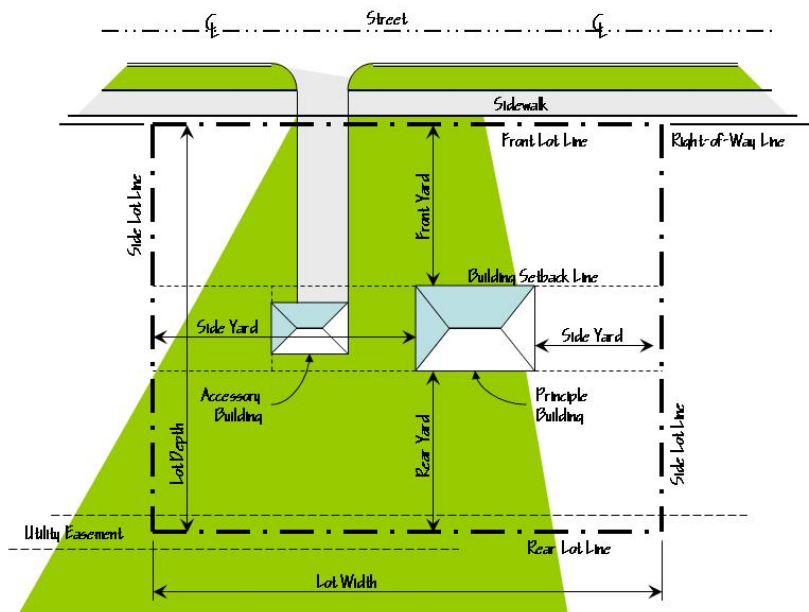 Street
℄
℄
Sidewalk
Front Lot Line
Right-of-Way Line
Side Lot Line
Front Yard
Building Setback Line
Side Yard
Side Yard
Accessory
Building
Principle
Building
Lot Depth
Rear Yard
Side Lot Line
Utility Easement
Rear Lot Line
Lot Width